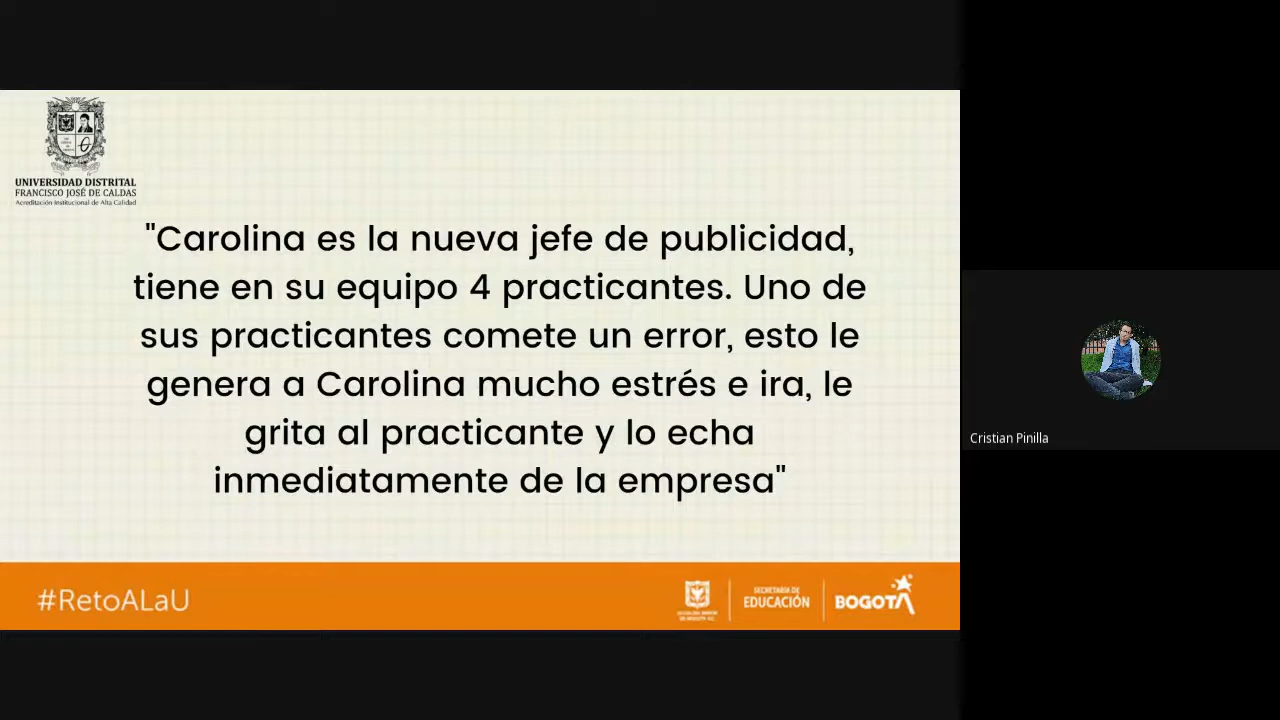 UNIVERSIDAD DISTRITAL
FRANCISCO JOSÉ DE CALDAS
Acreditación Institucional de Alta Calidad
"Carolina es la nueva jefe de publicidad,
tiene en su equipo 4 practicantes. Uno de
sus practicantes comete un error, esto le
genera a Carolina mucho estrés e ira, le
grita al practicante y lo echa
inmediatamente de la empresa"
Cristian Pinilla
#RetoALaU
SECRETARÍA DE
EDUCACIÓN
BOGOTA